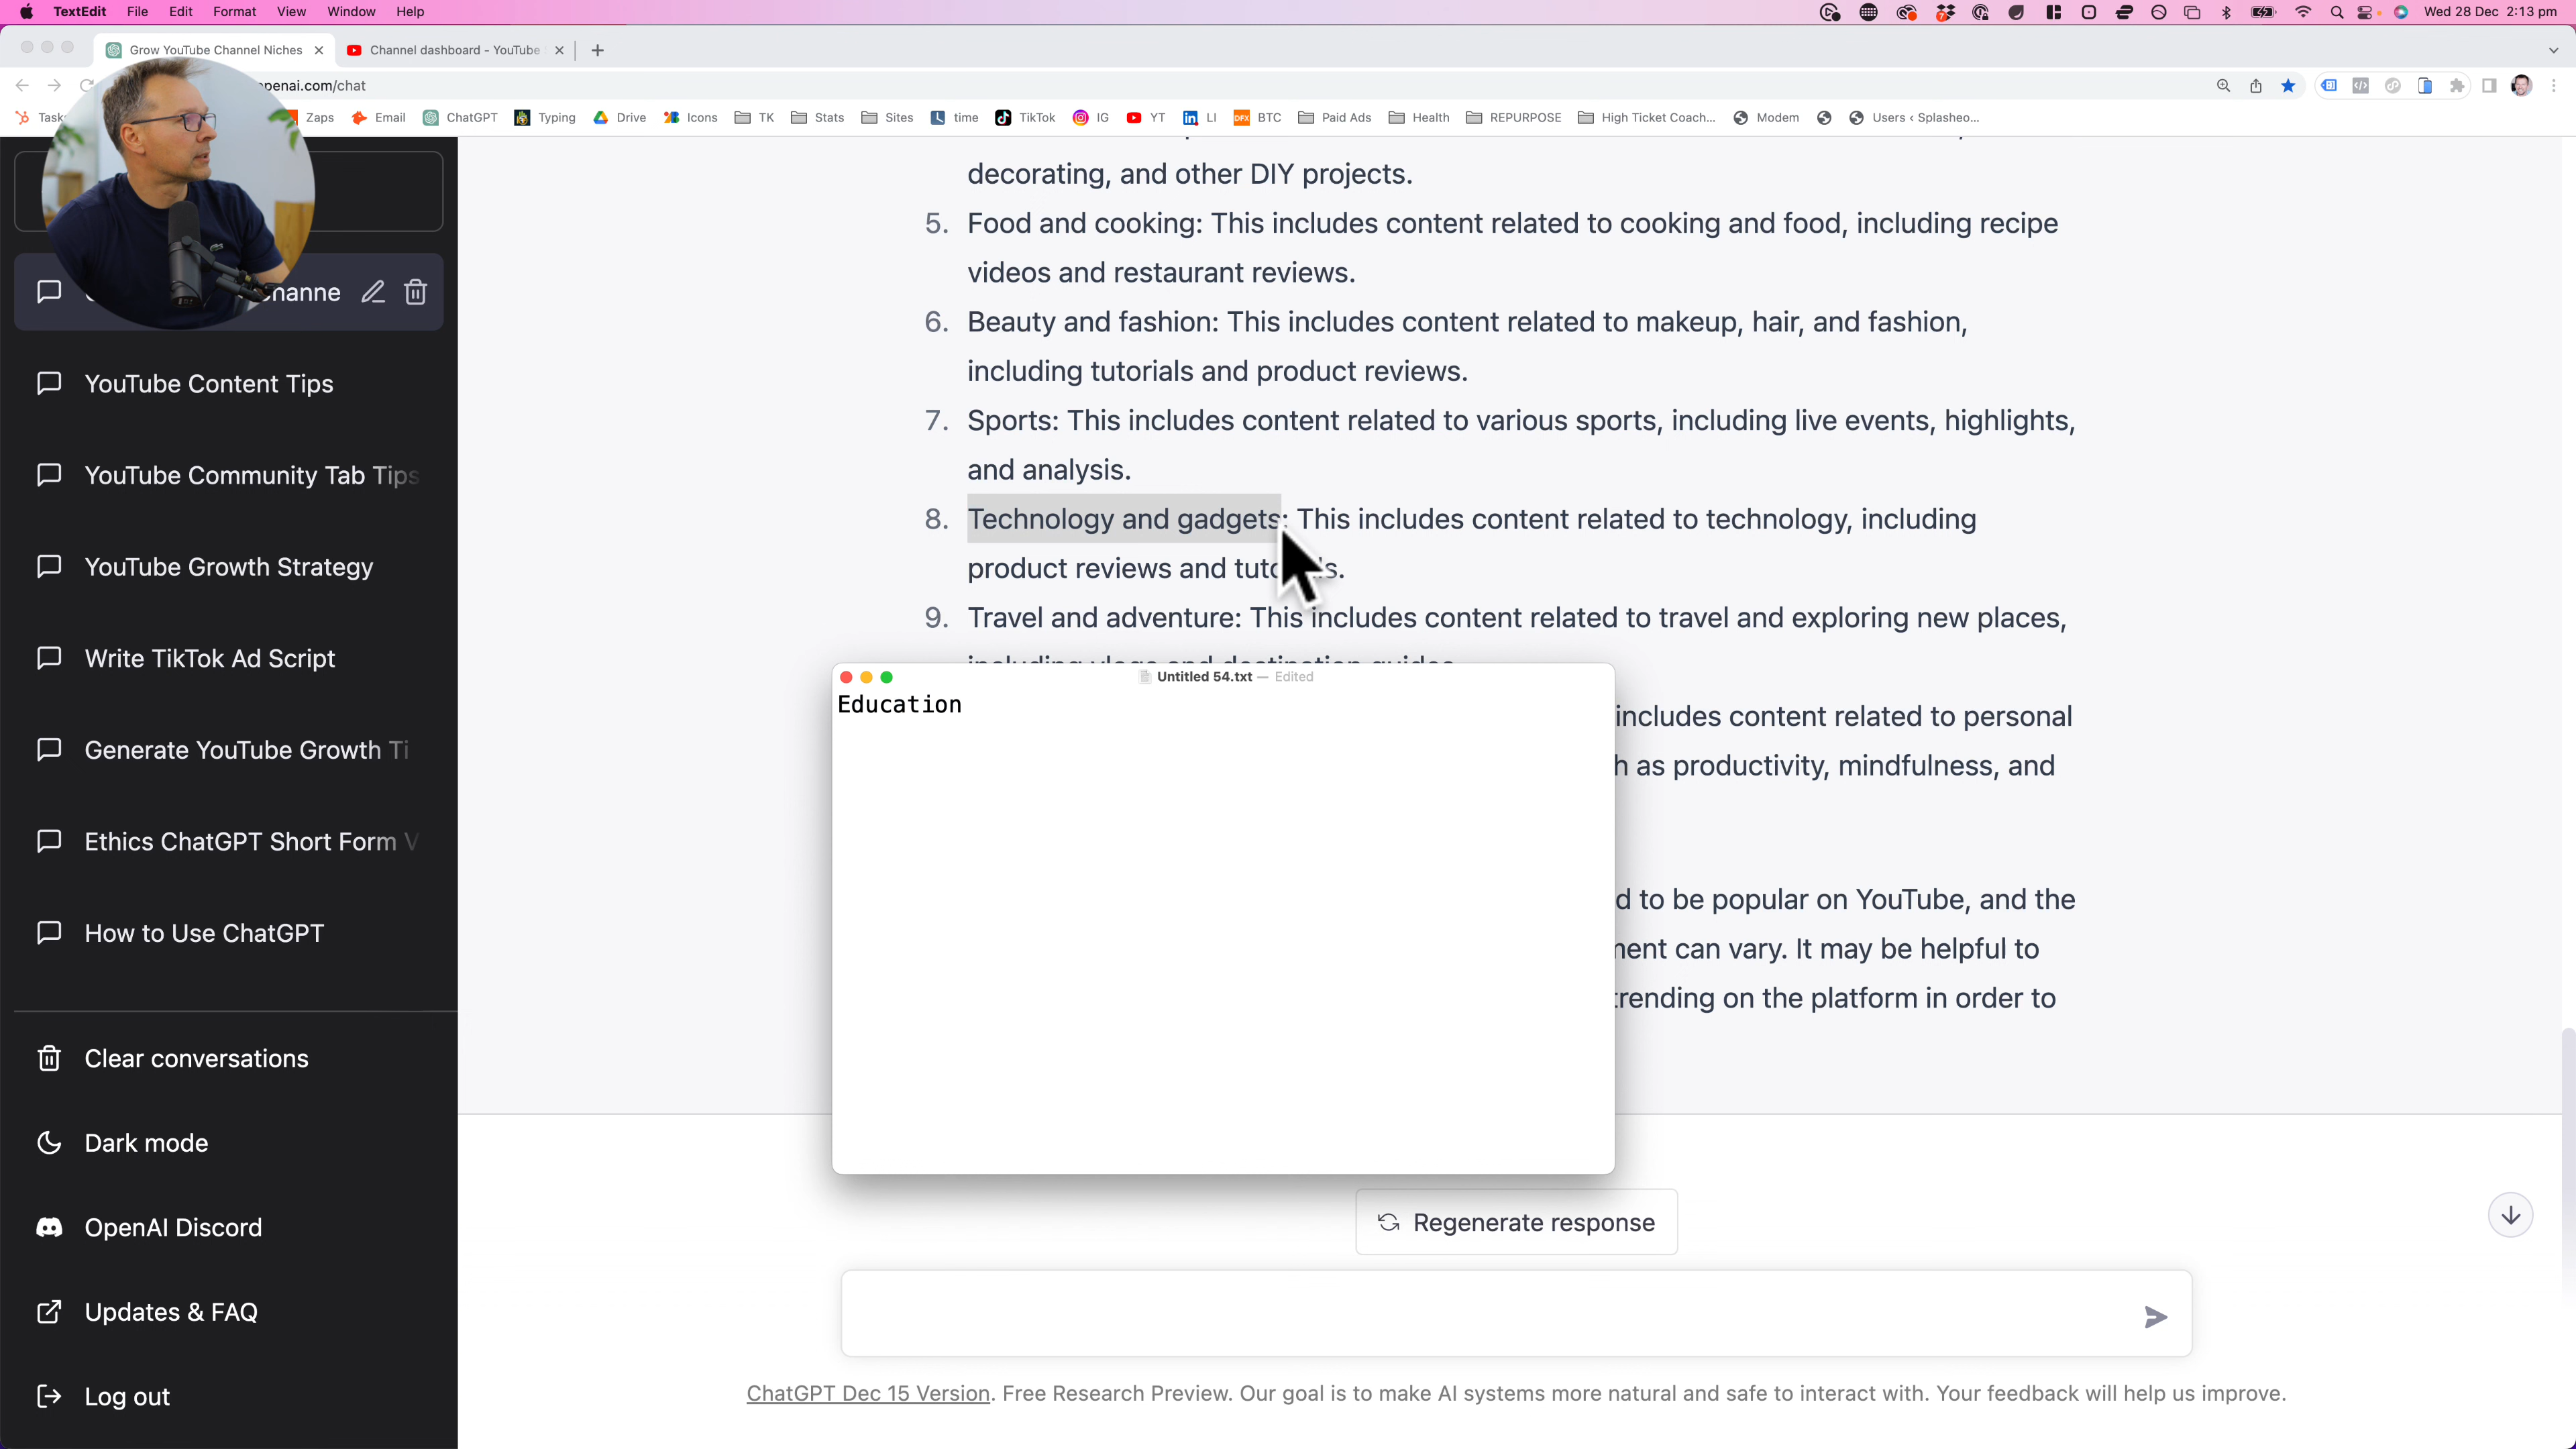 TextEdit File Edit Format View Window Help
Wed 28 Dec 2:13 pm
Grow YouTube Channel Niches
Channel dashboard - YouTube
openai.com/chat
Tasks Zaps Email ChatGPT Typing Drive Icons TK Stats Sites time TikTok IG YT LI BTC Paid Ads Health REPURPOSE High Ticket Coach... Modem Users ‹ Splasheo...
Channe
YouTube Content Tips
YouTube Community Tab Tips
YouTube Growth Strategy
Write TikTok Ad Script
Generate YouTube Growth Ti
Ethics ChatGPT Short Form V
How to Use ChatGPT
Clear conversations
Dark mode
OpenAI Discord
Updates & FAQ
Log out
decorating, and other DIY projects.
5. Food and cooking: This includes content related to cooking and food, including recipe
videos and restaurant reviews.
6. Beauty and fashion: This includes content related to makeup, hair, and fashion,
including tutorials and product reviews.
7. Sports: This includes content related to various sports, including live events, highlights,
and analysis.
8. Technology and gadgets: This includes content related to technology, including
product reviews and tutorials.
9. Travel and adventure: This includes content related to travel and exploring new places,
including vlogs and destination guides.
includes content related to personal
as productivity, mindfulness, and
to be popular on YouTube, and the
can vary. It may be helpful to
trending on the platform in order to
Untitled 54.txt — Edited
Education
Regenerate response
ChatGPT Dec 15 Version. Free Research Preview. Our goal is to make AI systems more natural and safe to interact with. Your feedback will help us improve.